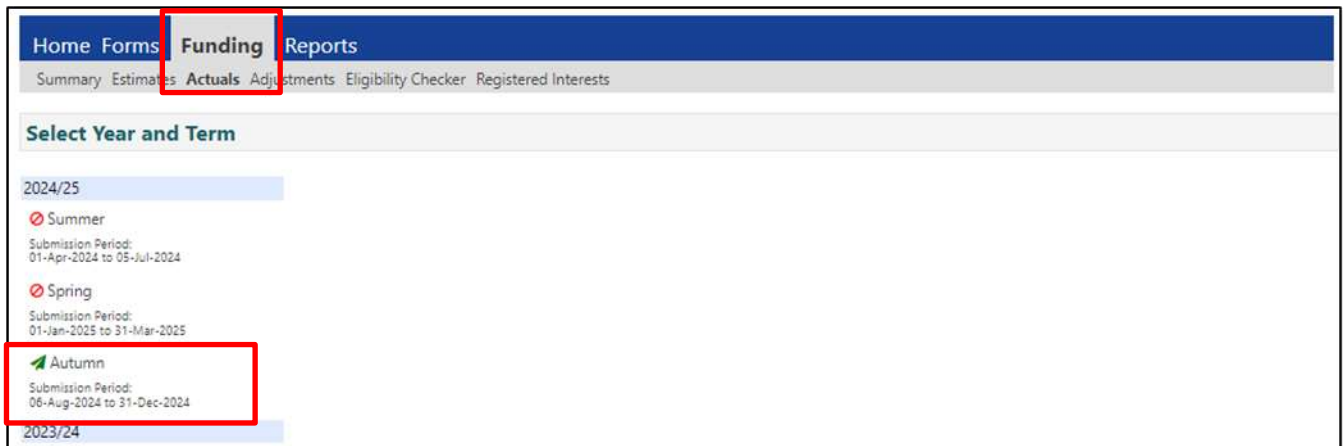 Home Forms Funding Reports
Summary Estimates Actuals Adjustments Eligibility Checker Registered Interests
Select Year and Term
2024/25
Summer
Submission Period:
01-Apr-2024 to 05-Jul-2024
Spring
Submission Period:
01-Jan-2025 to 31-Mar-2025
Autumn
Submission Period:
06-Aug-2024 to 31-Dec-2024
2023/24